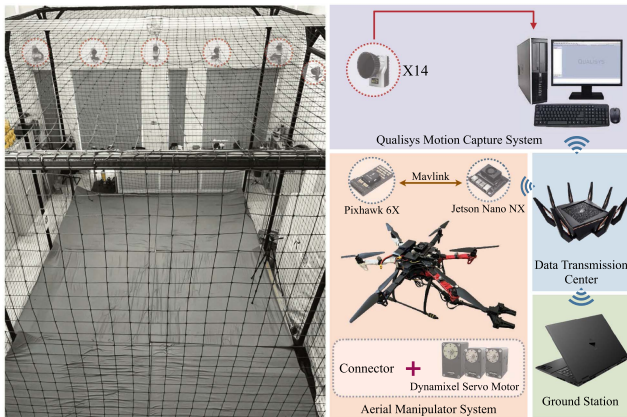 X14
Qualisys Motion Capture System
Mavlink
Pixhawk 6X
Jetson Nano NX
Data Transmission
Center
Connector
Dynamixel Servo Motor
Aerial Manipulator System
Ground Station